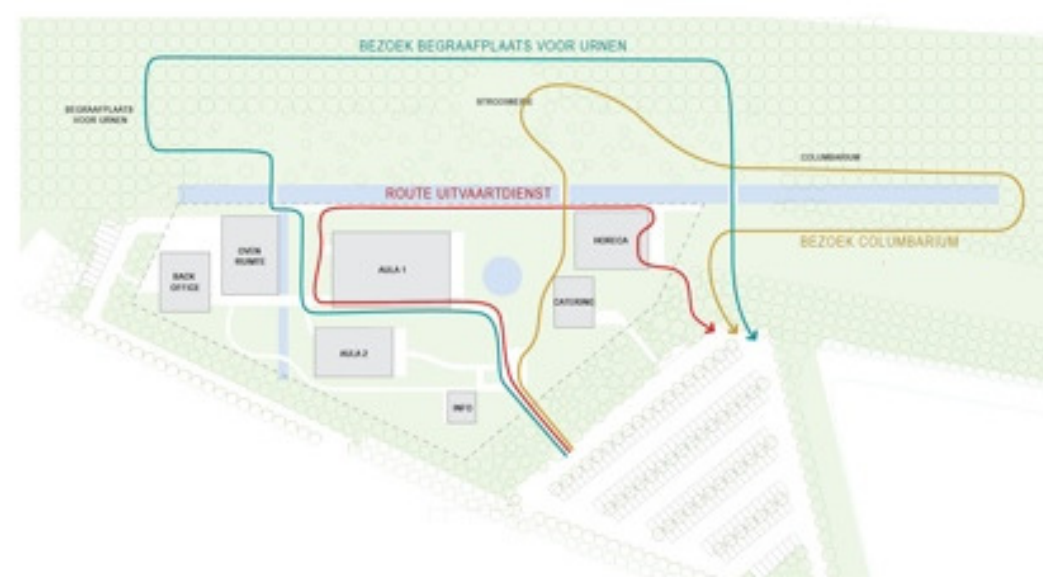 BEZOEK BEGRAAFPLAATS VOOR URNEN
STROOIWEIDE
BEGRAAFPLAATS
VOOR URNEN
COLUMBARIUM
ROUTE UITVAARTDIENST
HORECA
BEZOEK COLUMBARIUM
OVEN
RUIMTE
AULA 1
BACK
OFFICE
CATERING
AULA 2
INFO